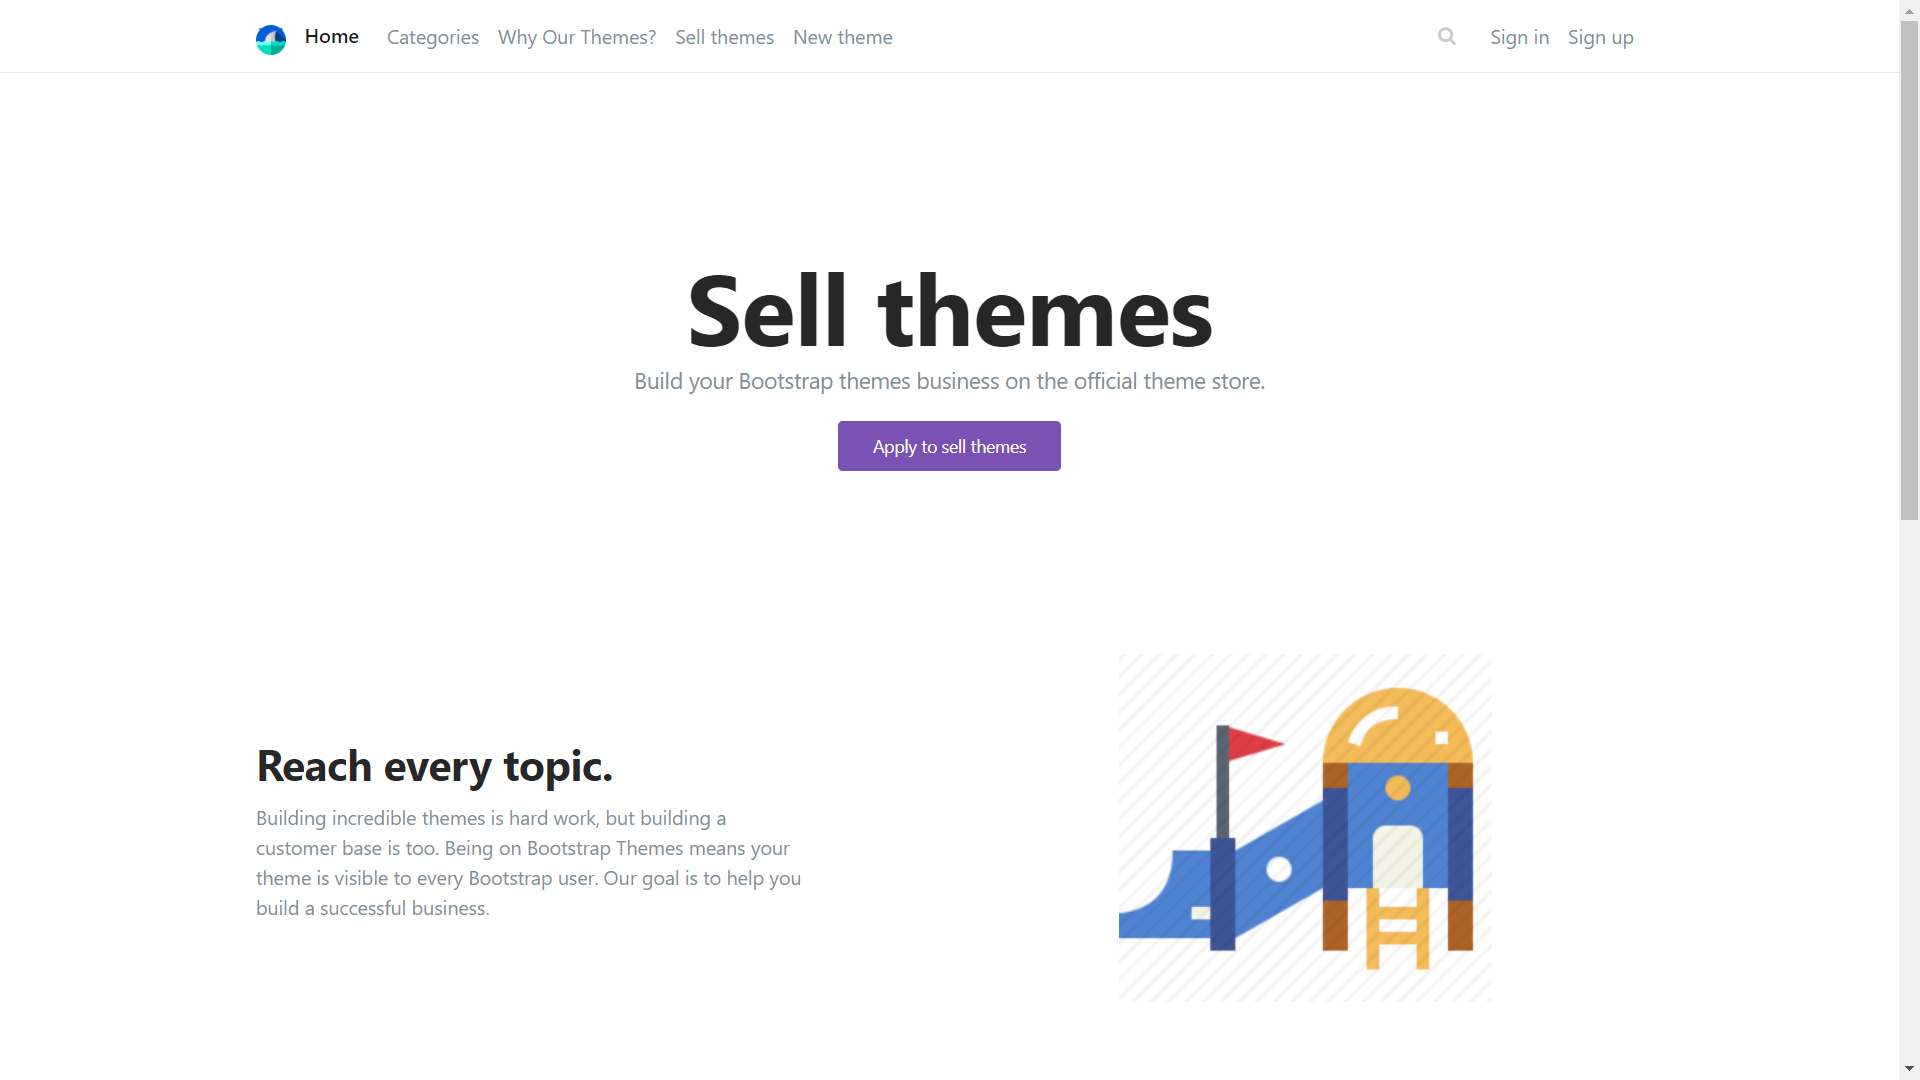 Home Categories Why Our Themes? Sell themes New theme Sign in Sign up
Sell themes
Build your Bootstrap themes business on the official theme store.
Apply to sell themes
Reach every topic.
Building incredible themes is hard work, but building a
customer base is too. Being on Bootstrap Themes means your
theme is visible to every Bootstrap user. Our goal is to help you
build a successful business.